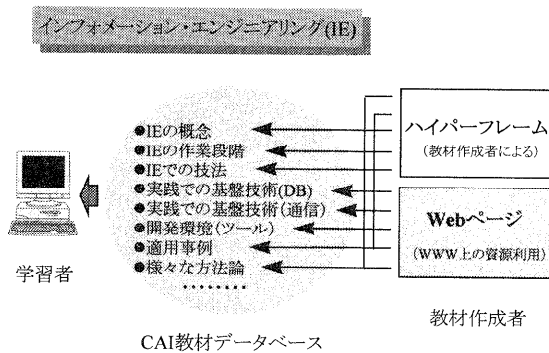 インフォメーション・エンジニアリング(IE)
●IEの概念
●IEの作業段階
●IEでの技法
●実践での基盤技術(DB)
●実践での基盤技術(通信)
●開発環境(ツール)
●適用事例
●様々な方法論
‥‥‥‥
学習者
CAI教材データベース
ハイパーフレーム
(教材作成者による)
Webページ
(WWW上の資源利用)
教材作成者